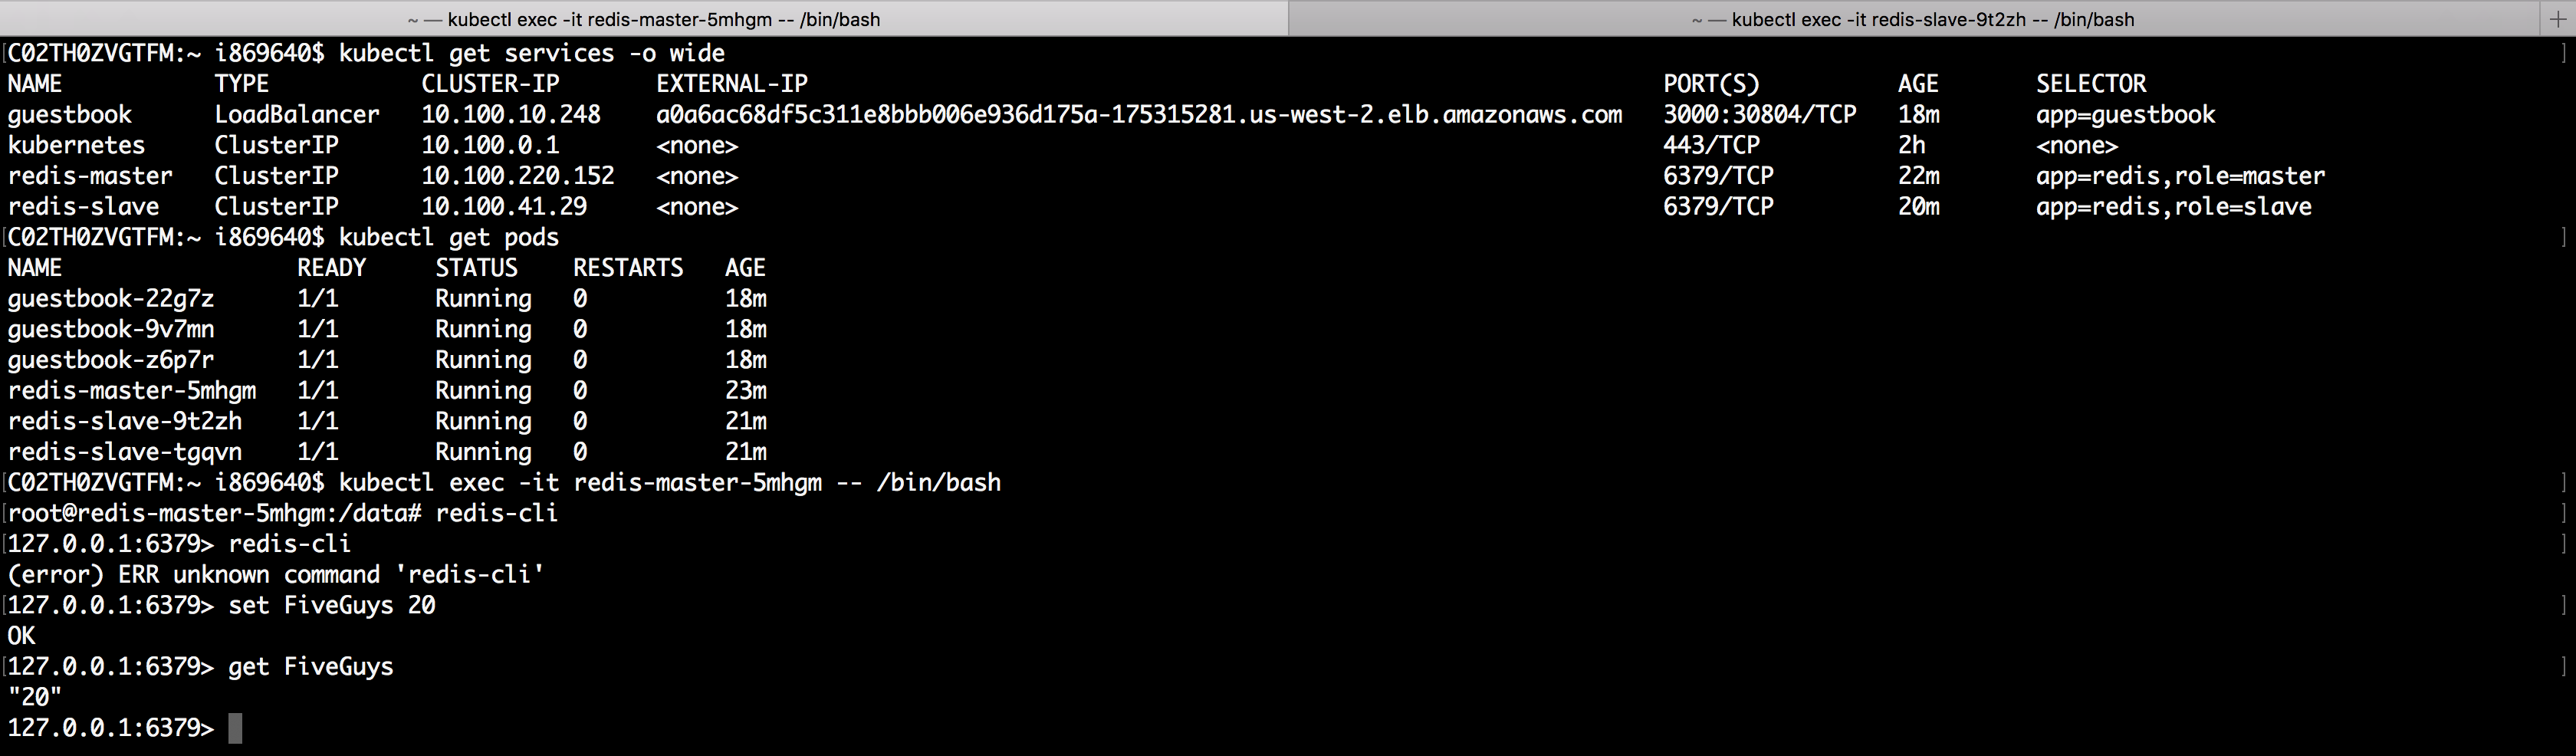 ~ — kubectl exec -it redis-master-5mhgm -- /bin/bash ~ — kubectl exec -it redis-slave-9t2zh -- /bin/bash +
[C02TH0ZVGTFM:~ i869640$ kubectl get services -o wide ]
NAME TYPE CLUSTER-IP EXTERNAL-IP PORT(S) AGE SELECTOR
guestbook LoadBalancer 10.100.10.248 a0a6ac68df5c311e8bbb006e936d175a-175315281.us-west-2.elb.amazonaws.com 3000:30804/TCP 18m app=guestbook
kubernetes ClusterIP 10.100.0.1 <none> 443/TCP 2h <none>
redis-master ClusterIP 10.100.220.152 <none> 6379/TCP 22m app=redis,role=master
redis-slave ClusterIP 10.100.41.29 <none> 6379/TCP 20m app=redis,role=slave
[C02TH0ZVGTFM:~ i869640$ kubectl get pods ]
NAME READY STATUS RESTARTS AGE
guestbook-22g7z 1/1 Running 0 18m
guestbook-9v7mn 1/1 Running 0 18m
guestbook-z6p7r 1/1 Running 0 18m
redis-master-5mhgm 1/1 Running 0 23m
redis-slave-9t2zh 1/1 Running 0 21m
redis-slave-tgqvn 1/1 Running 0 21m
[C02TH0ZVGTFM:~ i869640$ kubectl exec -it redis-master-5mhgm -- /bin/bash ]
[root@redis-master-5mhgm:/data# redis-cli ]
[127.0.0.1:6379> redis-cli ]
(error) ERR unknown command 'redis-cli'
[127.0.0.1:6379> set FiveGuys 20 ]
OK
[127.0.0.1:6379> get FiveGuys ]
"20"
127.0.0.1:6379>